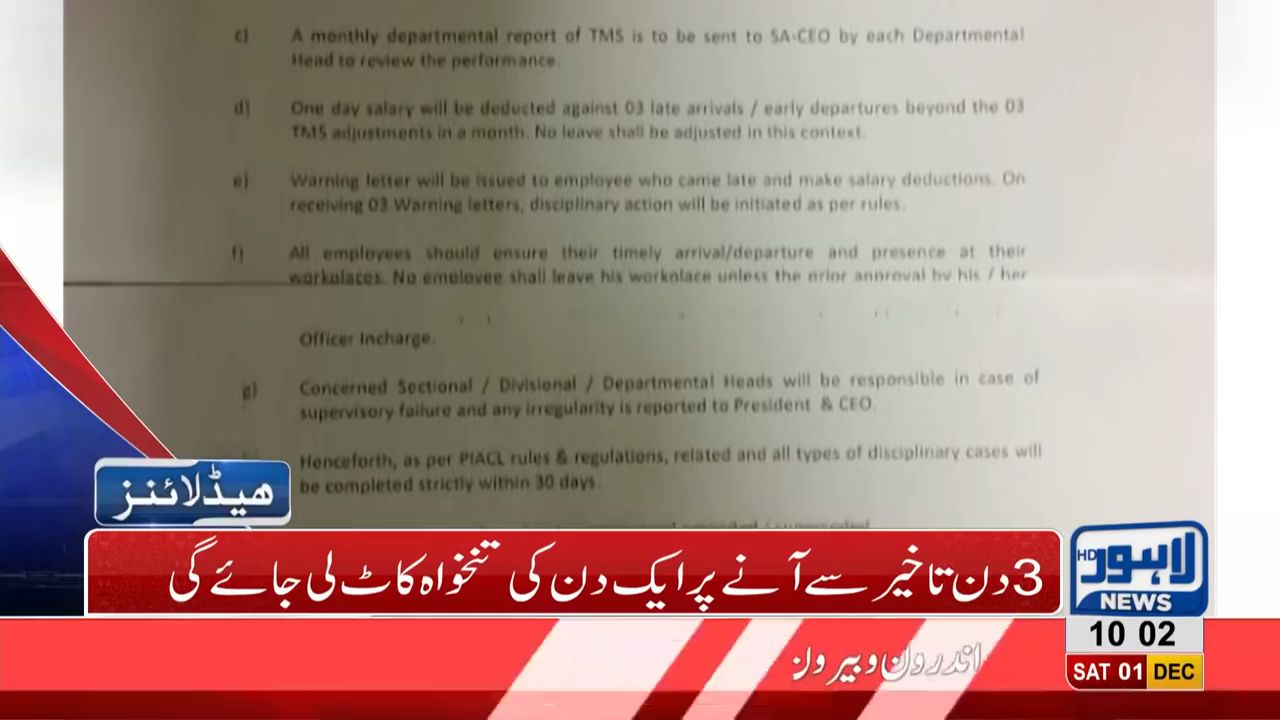 c) A monthly departmental report of TMS is to be sent to SA-CEO by each Departmental
Head to review the performance.
d) One day salary will be deducted against 03 late arrivals / early departures beyond the 03
TMS adjustments in a month. No leave shall be adjusted in this context.
e) Warning letter will be issued to employee who came late and make salary deductions. On
receiving 03 Warning letters, disciplinary action will be initiated as per rules.
f) All employees should ensure their timely arrival/departure and presence at their
workplaces. No employee shall leave his workplace unless the prior approval by his / her
Officer Incharge.
g) Concerned Sectional / Divisional / Departmental Heads will be responsible in case of
supervisory failure and any irregularity is reported to President & CEO.
Henceforth, as per PIACL rules & regulations, related and all types of disciplinary cases will
be completed strictly within 30 days.
ھیڈلائنز
3 دن تاخیر سے آنے پر ایک دن کی تنخواہ کاٹ لی جائے گی
لاہور HD
NEWS
10 02
SAT 01 DEC
اندرون و بیرون